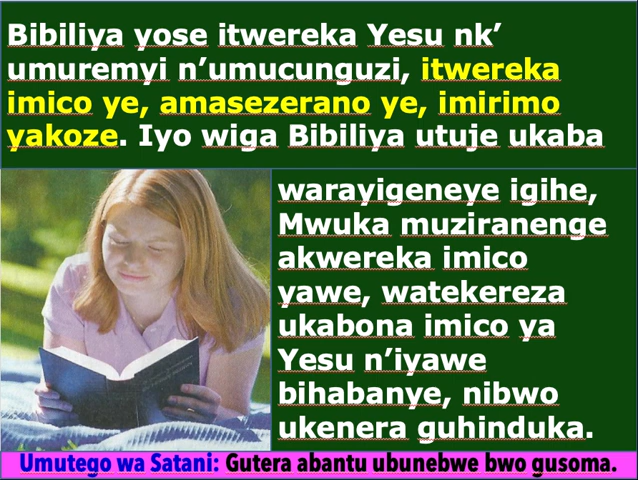 Bibiliya yose itwereka Yesu nk’
umuremyi n’umucunguzi, itwereka
imico ye, amasezerano ye, imirimo
yakoze. Iyo wiga Bibiliya utuje ukaba
warayigeneye igihe,
Mwuka muziranenge
akwereka imico
yawe, watekereza
ukabona imico ya
Yesu n’iyawe
bihabanye, nibwo
ukenera guhinduka.
Umutego wa Satani: Gutera abantu ubunebwe bwo gusoma.